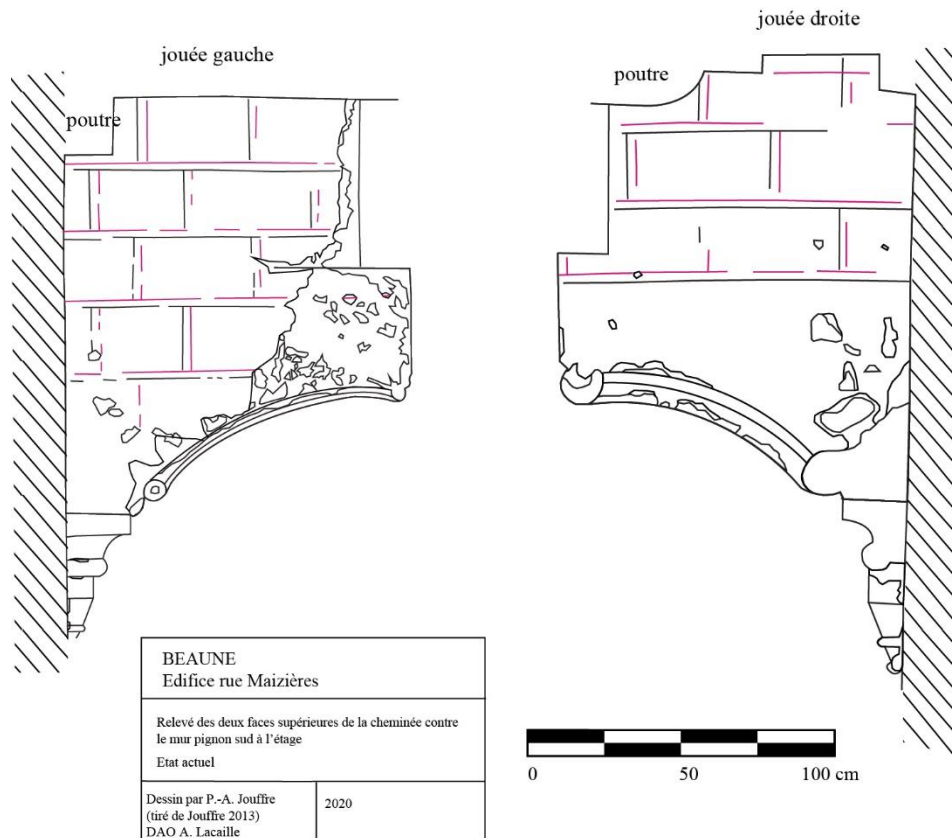 jouée gauche
jouée droite
poutre
poutre
BEAUNE
Edifice rue Maizières
Relevé des deux faces supérieures de la cheminée contre
le mur pignon sud à l'étage
Etat actuel
Dessin par P.-A. Jouffre
(tiré de Jouffre 2013)
DAO A. Lacaille
2020
0 50 100 cm